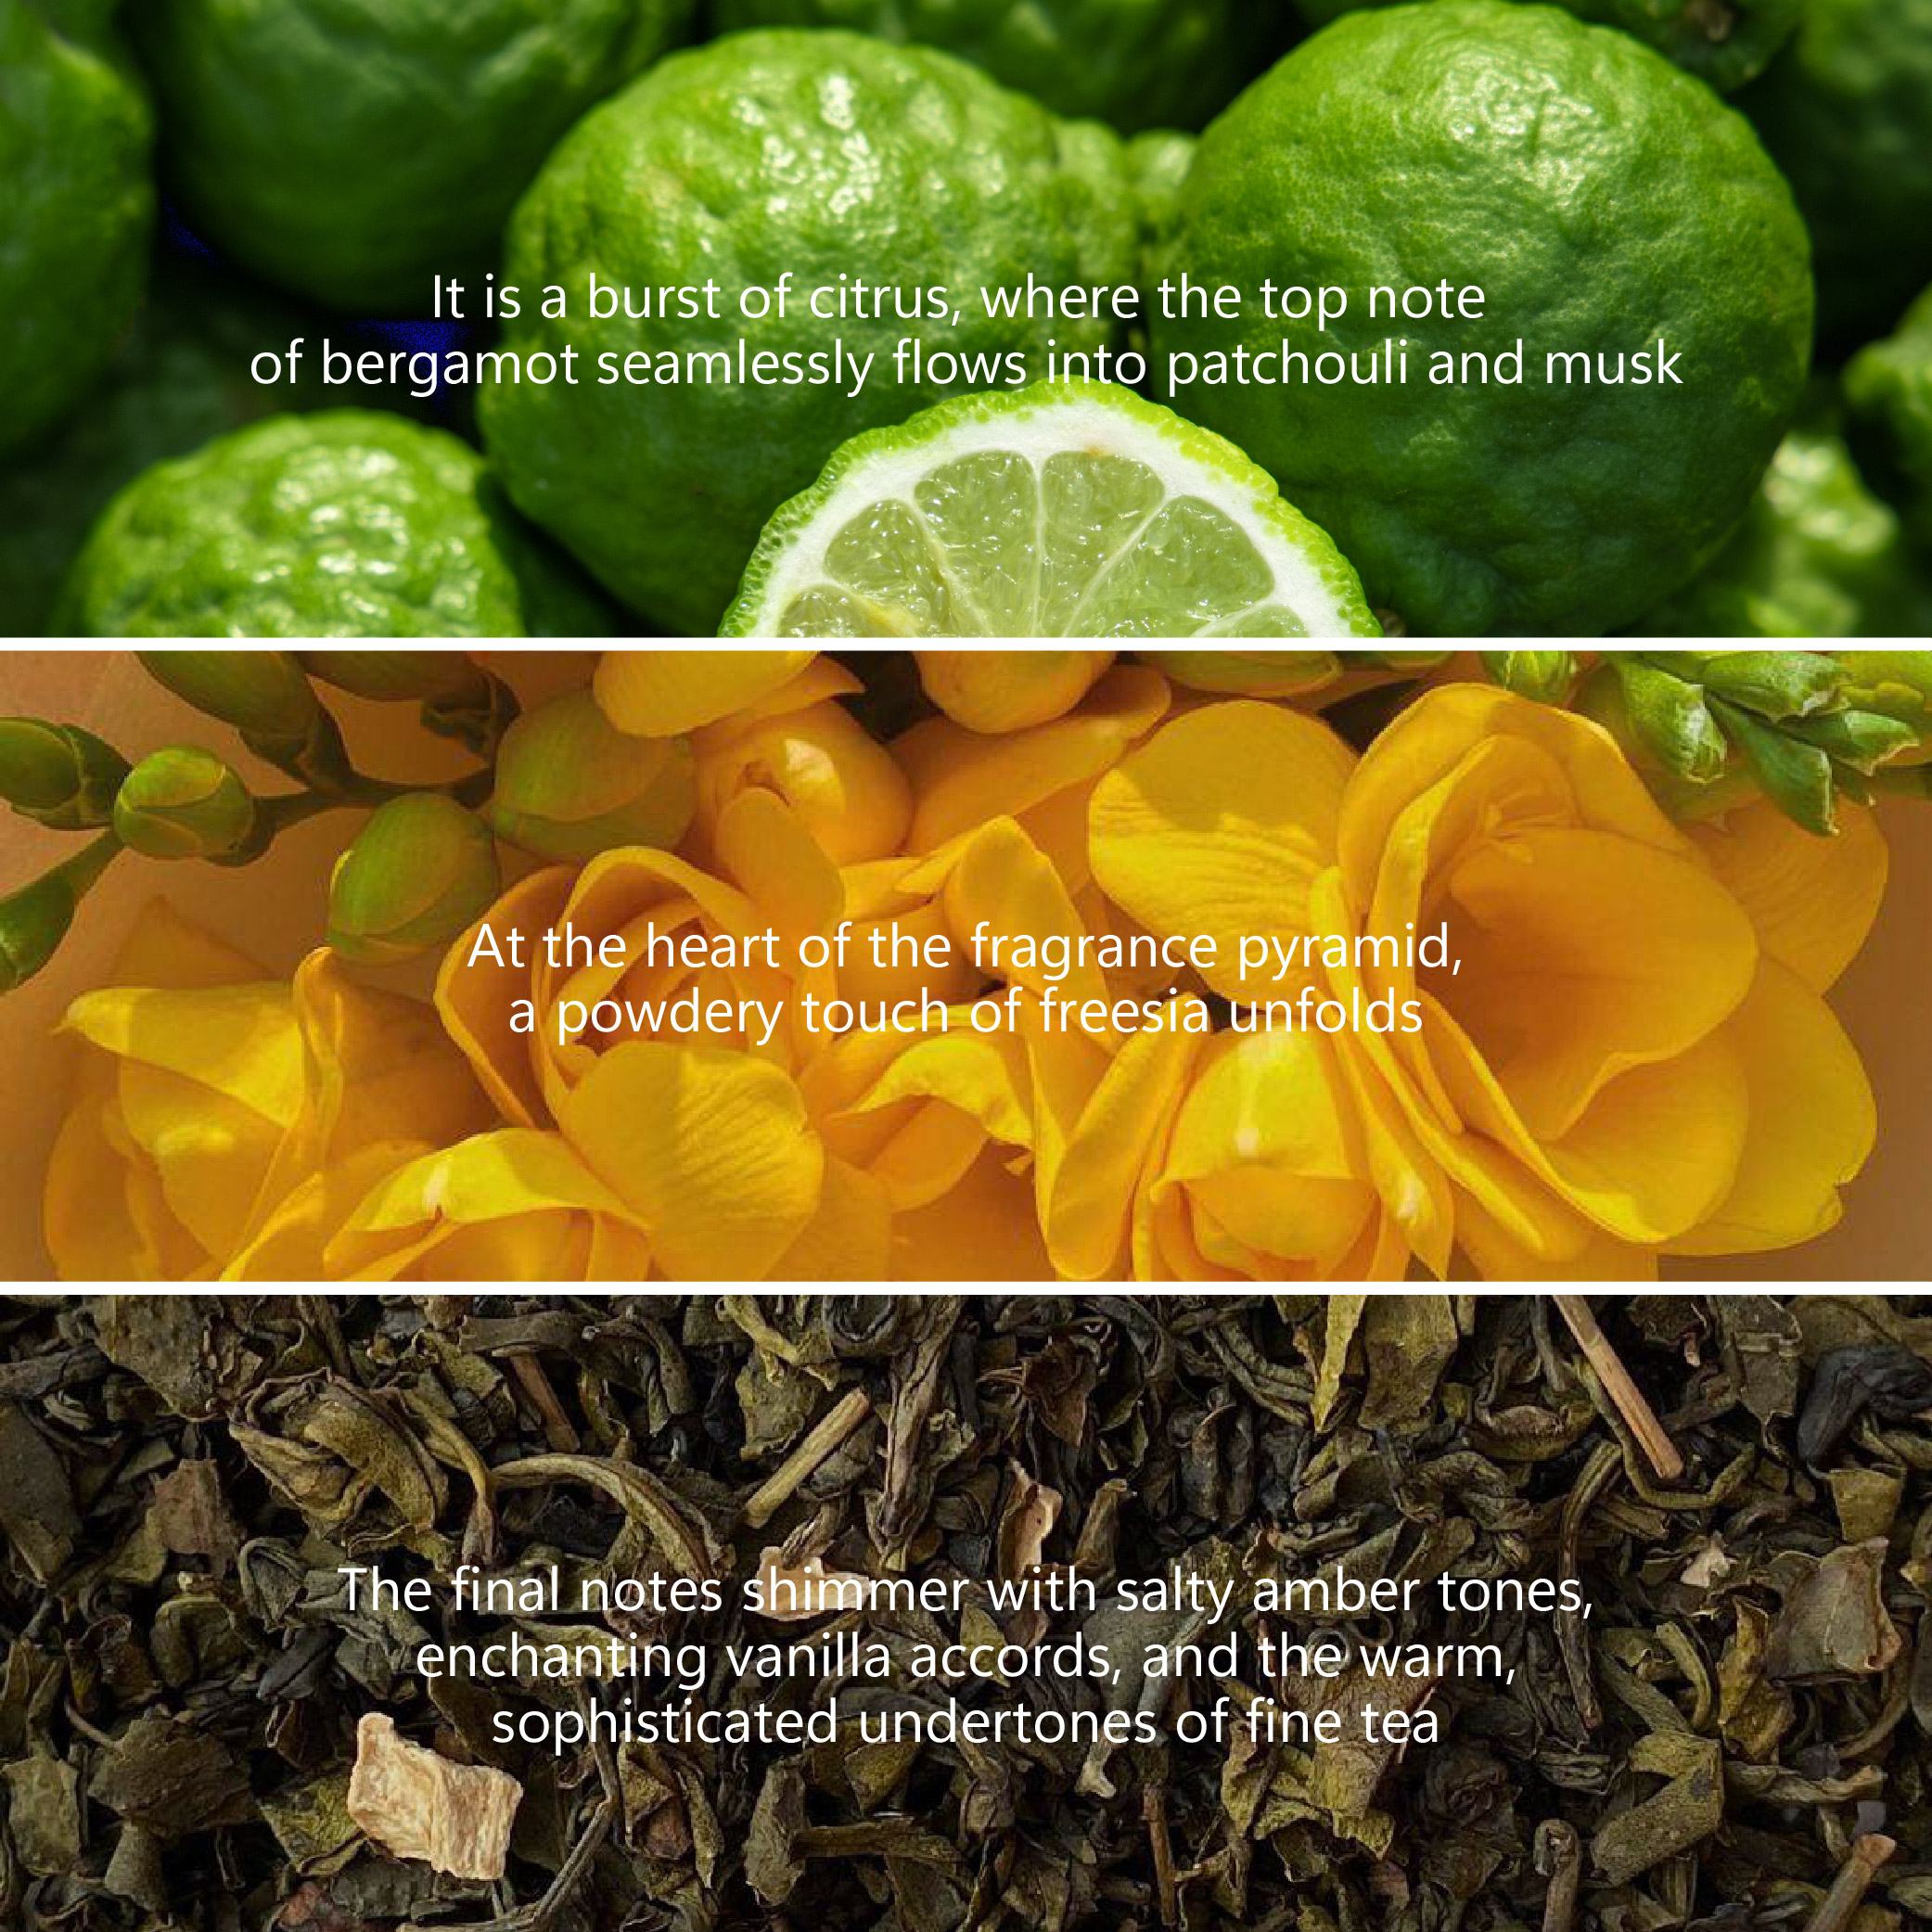 It is a burst of citrus, where the top note
of bergamot seamlessly flows into patchouli and musk
At the heart of the fragrance pyramid,
a powdery touch of freesia unfolds
The final notes shimmer with salty amber tones,
enchanting vanilla accords, and the warm,
sophisticated undertones of fine tea